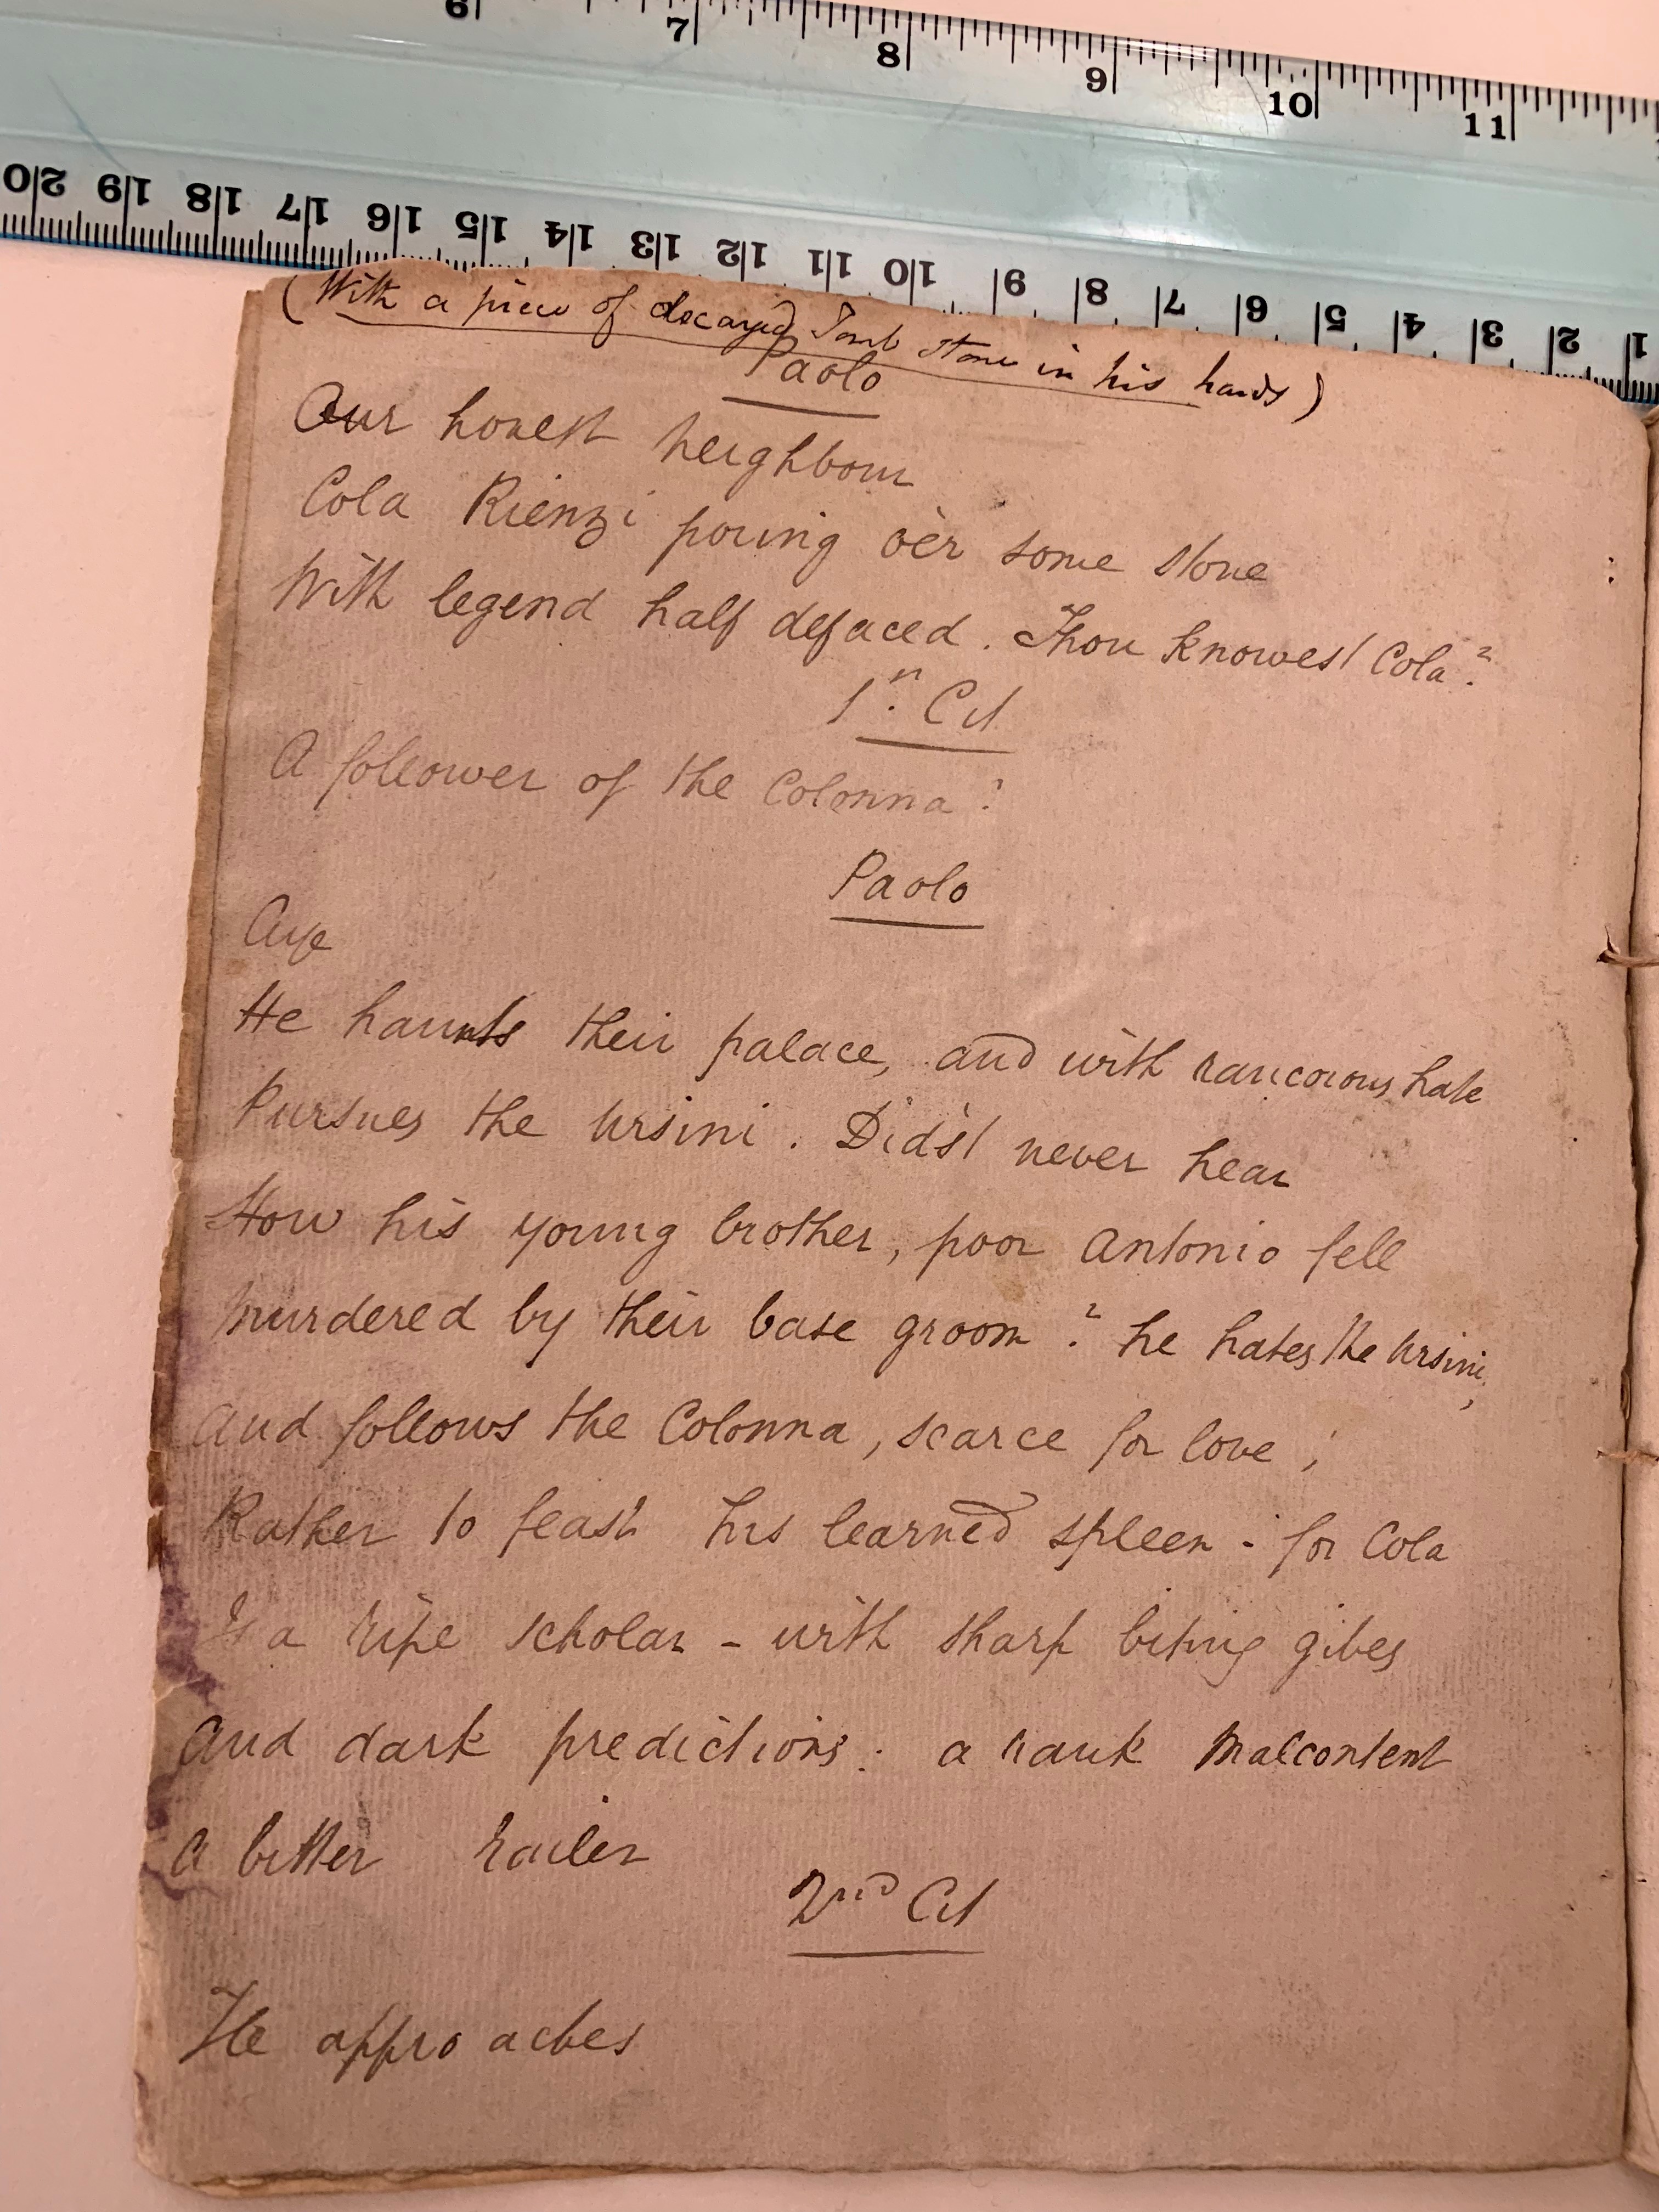 6 7 8 9 10 11
20 19 18 17 16 15 14 13 12 11 10 9 8 7 6 5 4 3 2 1
(With a piece of decayed Tomb stone in his hands)
Paolo
Our honest neighbour
Cola Rienzi poring o'er some stone
With legend half defaced. Thou knowest Cola?
1st. Cit
A follower of the Colonna?
Paolo
Aye
He haunts their palace, and with rancorous hate
Pursues the Ursini. Did'st never hear
How his young brother, poor Antonio fell
Murdered by their base groom? he hates the Ursini,
And follows the Colonna, scarce for love;
Rather to feast his learned spleen - for Cola
Is a ripe scholar - with sharp biting gibes
And dark predictions: a rank Malcontent
A bitter railer
2nd Cit
He approaches